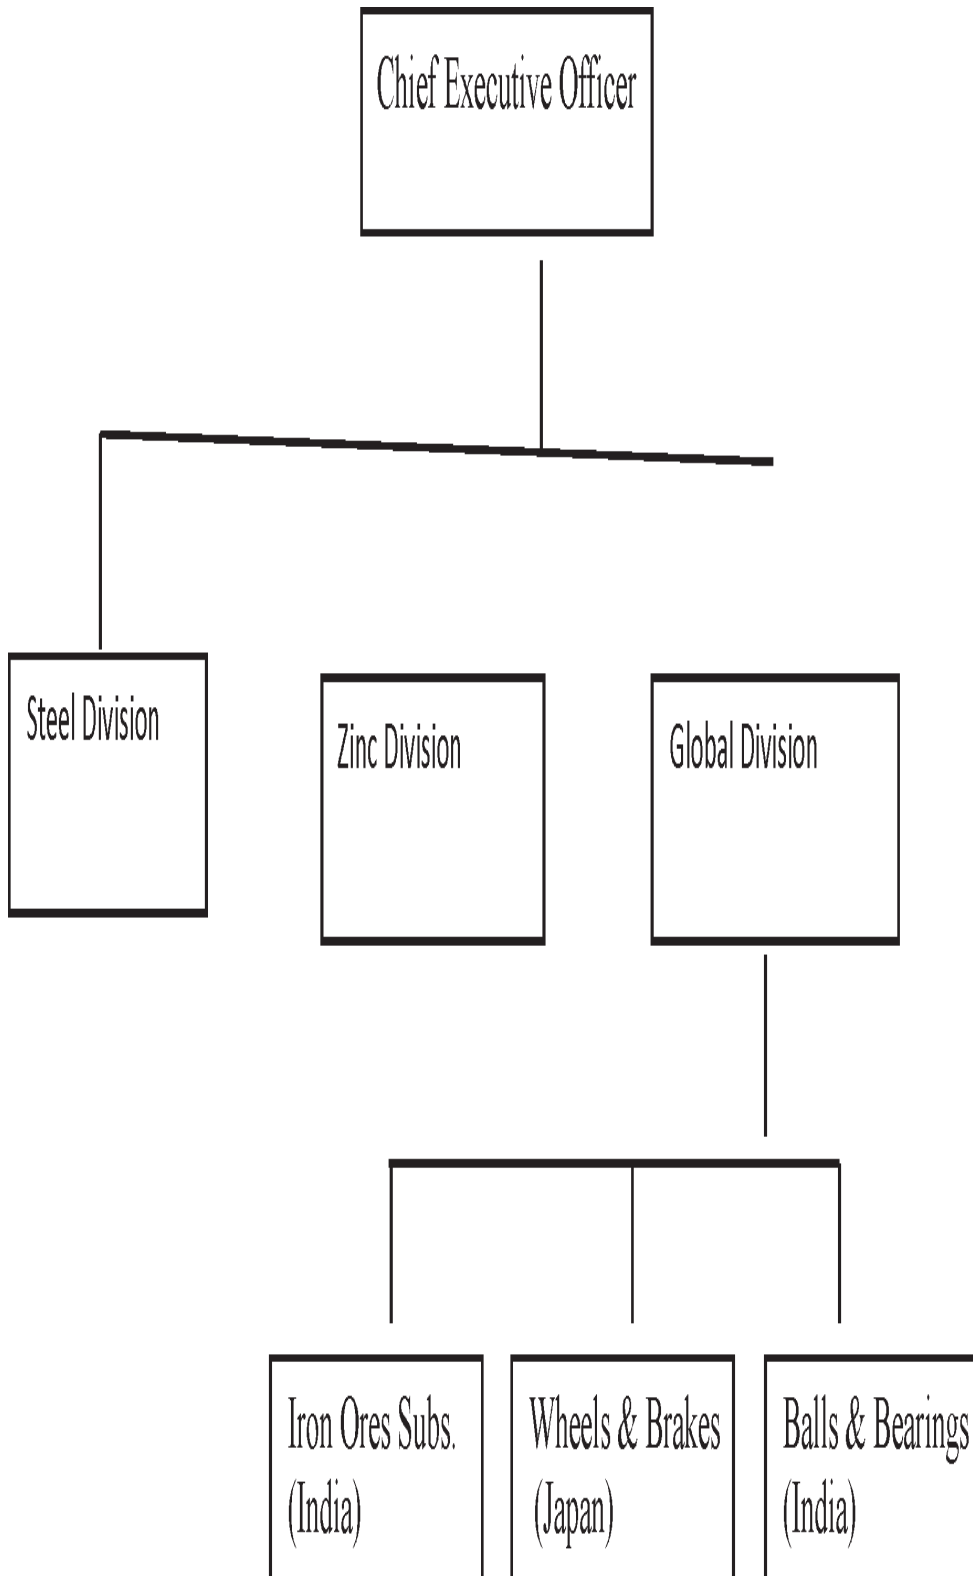 Chief Executive Officer
Steel Division
Zinc Division
Global Division
Iron Ores Subs.
(India)
Wheels & Brakes
(Japan)
Balls & Bearings
(India)